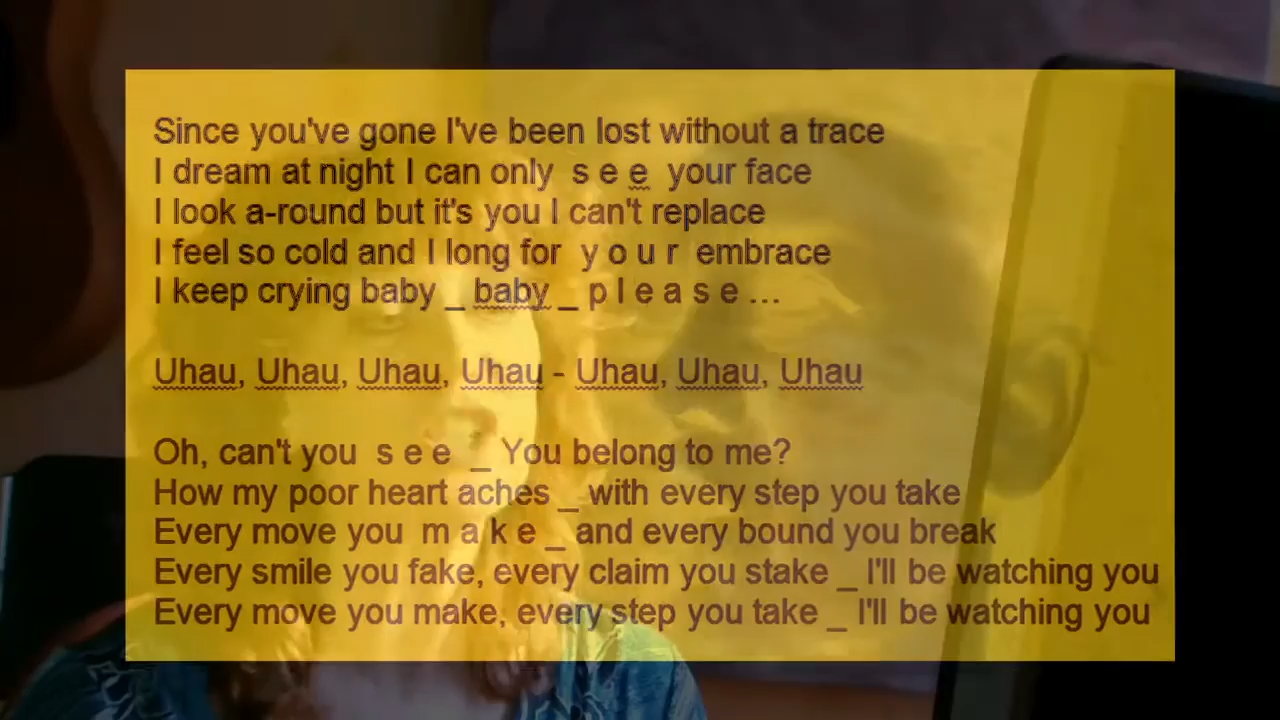 Since you've gone I've been lost without a trace
I dream at night I can only s e e your face
I look a-round but it's you I can't replace
I feel so cold and I long for y o u r embrace
I keep crying baby _ baby _ p l e a s e ...
Uhau, Uhau, Uhau, Uhau - Uhau, Uhau, Uhau
Oh, can't you s e e _ You belong to me?
How my poor heart aches _ with every step you take
Every move you m a k e _ and every bound you break
Every smile you fake, every claim you stake _ I'll be watching you
Every move you make, every step you take _ I'll be watching you